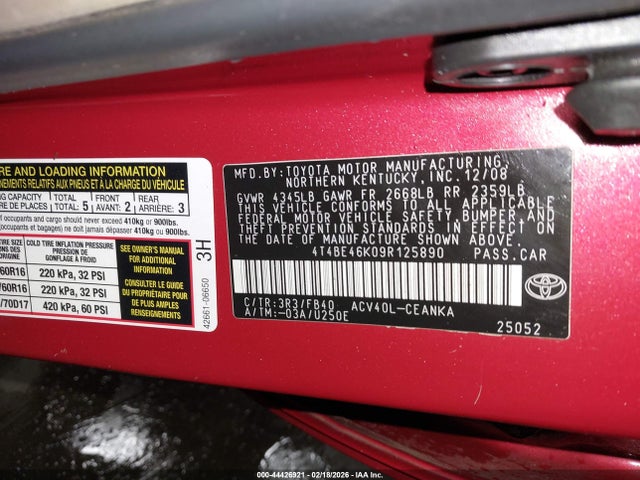 RE AND LOADING INFORMATION
NEMENTS RELATIFS AUX PNEUS ET À LA CHARGE DU VÉHICULE
NG CAPACITY TOTAL: 5 FRONT AVANT: 2 REAR ARRIÈRE: 3
RE DE PLACES TOTAL:
f occupants and cargo should never exceed 410kg or 900lbs.
occupants et bagages) ne doit jamais dépasser 410kg ou 900lbs.
RE SIZE COLD TIRE INFLATION PRESSURE
PRESSION DE GONFLAGE À FROID
60R16 220 kPa, 32 PSI
/60R16 220 kPa, 32 PSI
/70D17 420 kPa, 60 PSI
SEE OWNER'S MANUAL FOR ADDITIONAL INFORMATION
CONSULTER LE GUIDE DU PROPRIÉTAIRE POUR PLUS AMPLES RENSEIGNEMENTS
42661-06650
3H
MFD.BY: TOYOTA MOTOR MANUFACTURING,
NORTHERN KENTUCKY, INC. 12/08
GVWR 4345LB GAWR FR 2668LB RR 2359LB
THIS VEHICLE CONFORMS TO ALL APPLICABLE
FEDERAL MOTOR VEHICLE SAFETY, BUMPER, AND
THEFT PREVENTION STANDARDS IN EFFECT ON
THE DATE OF MANUFACTURE SHOWN ABOVE.
4T4BE46K09R125890 PASS.CAR
C/TR: 3R3/FB40 ACV40L-CEANKA
A/TM:-03A/U250E
TOYOTA
25052
© 44426921 - 02/18/2026 - IAA Inc.